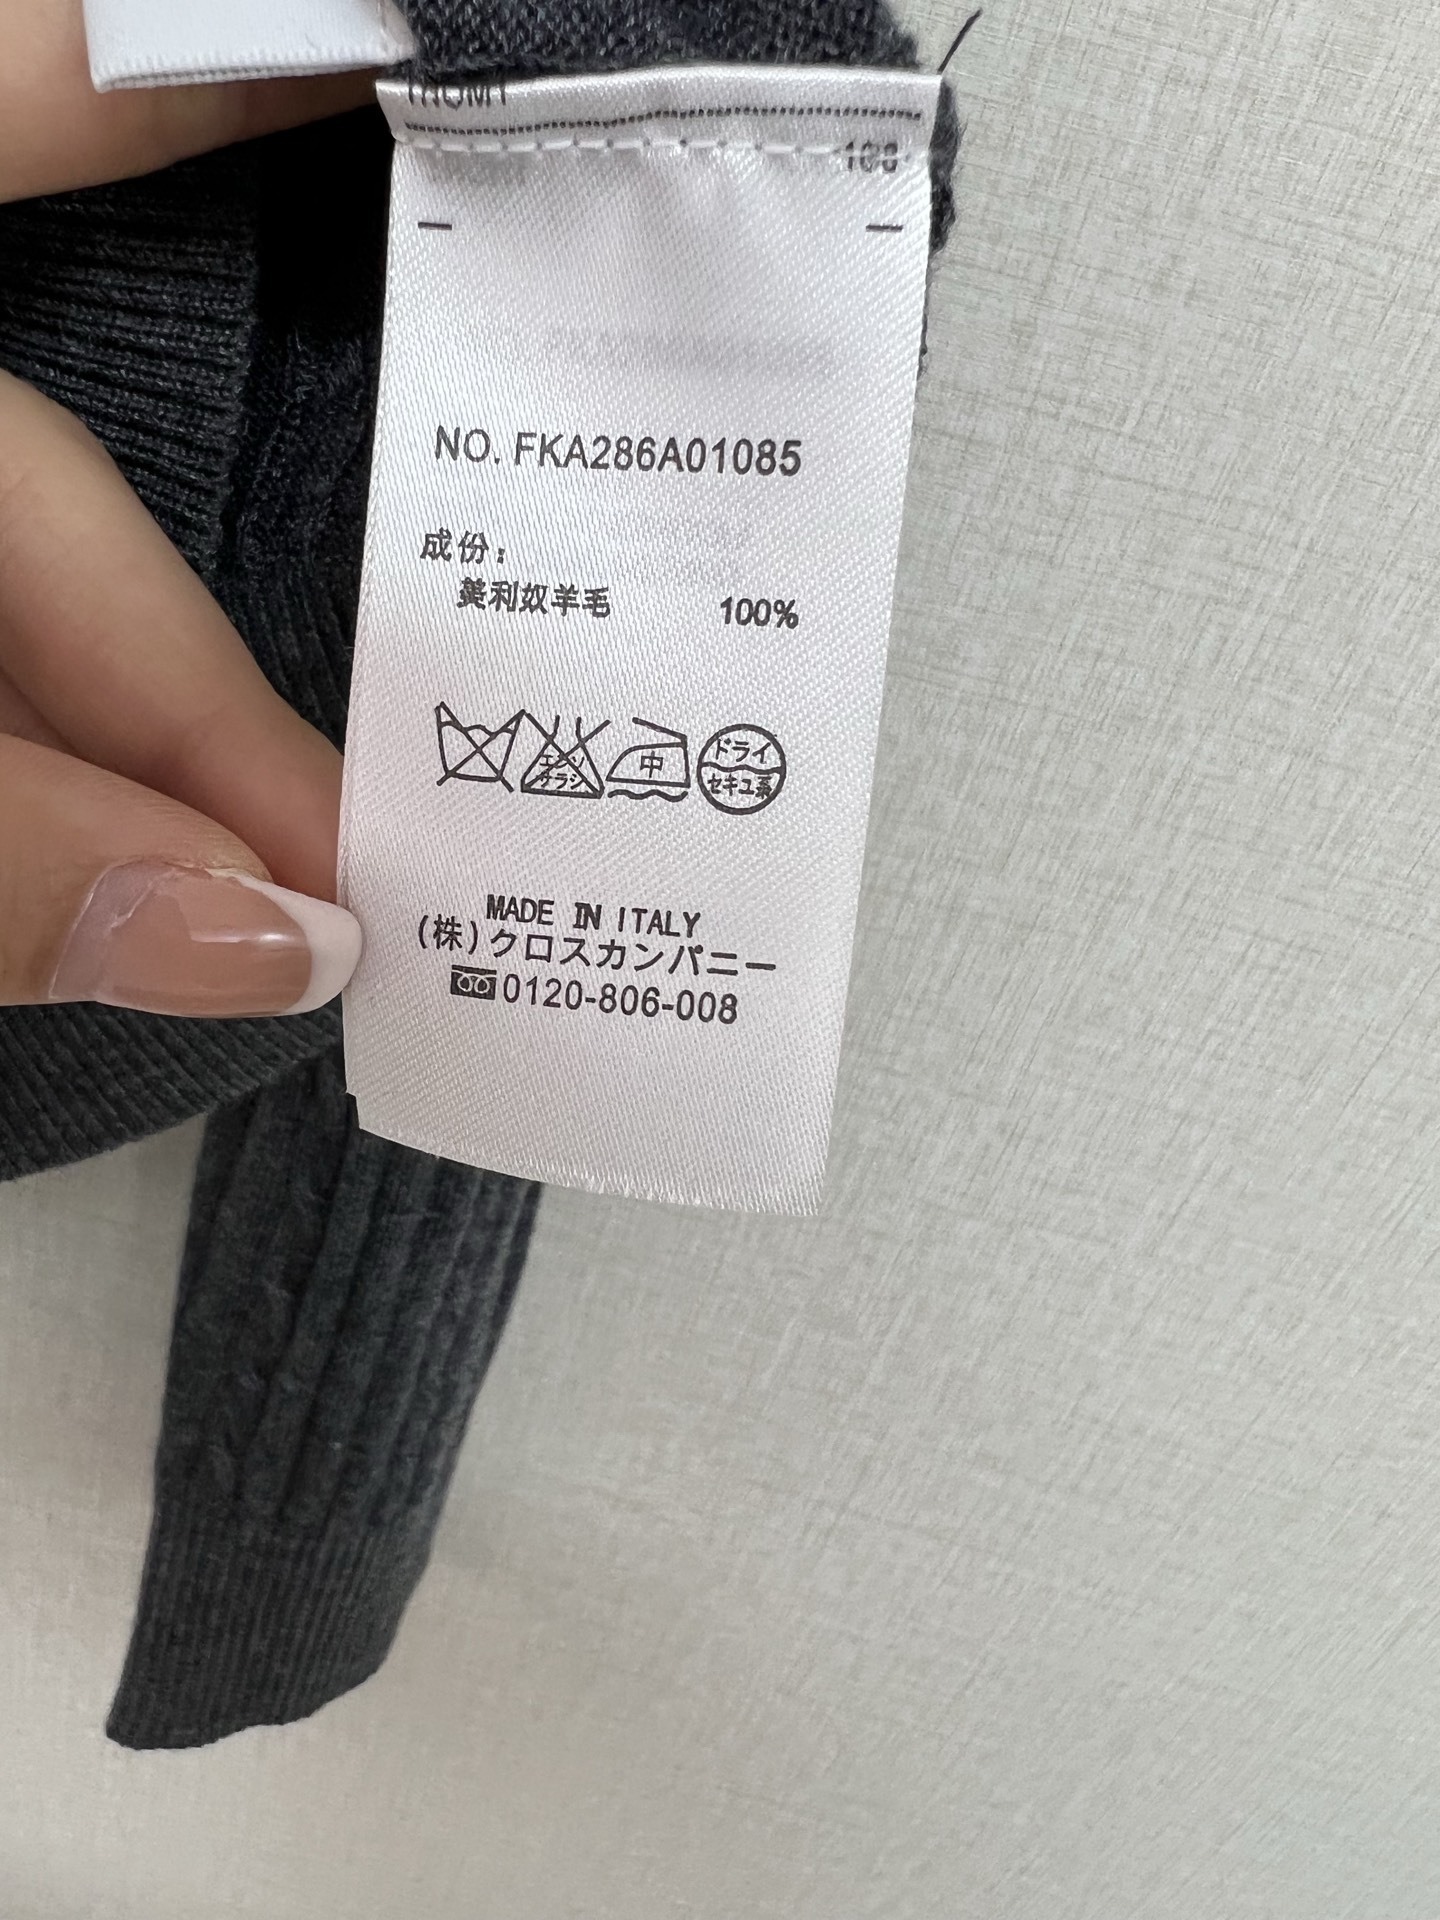 NO. FKA286A01085
成份:
美利奴羊毛 100%
エンソ
サラシ
中
ドライ
セキユ系
MADE IN ITALY
(株)クロスカンパニー
0120-806-008